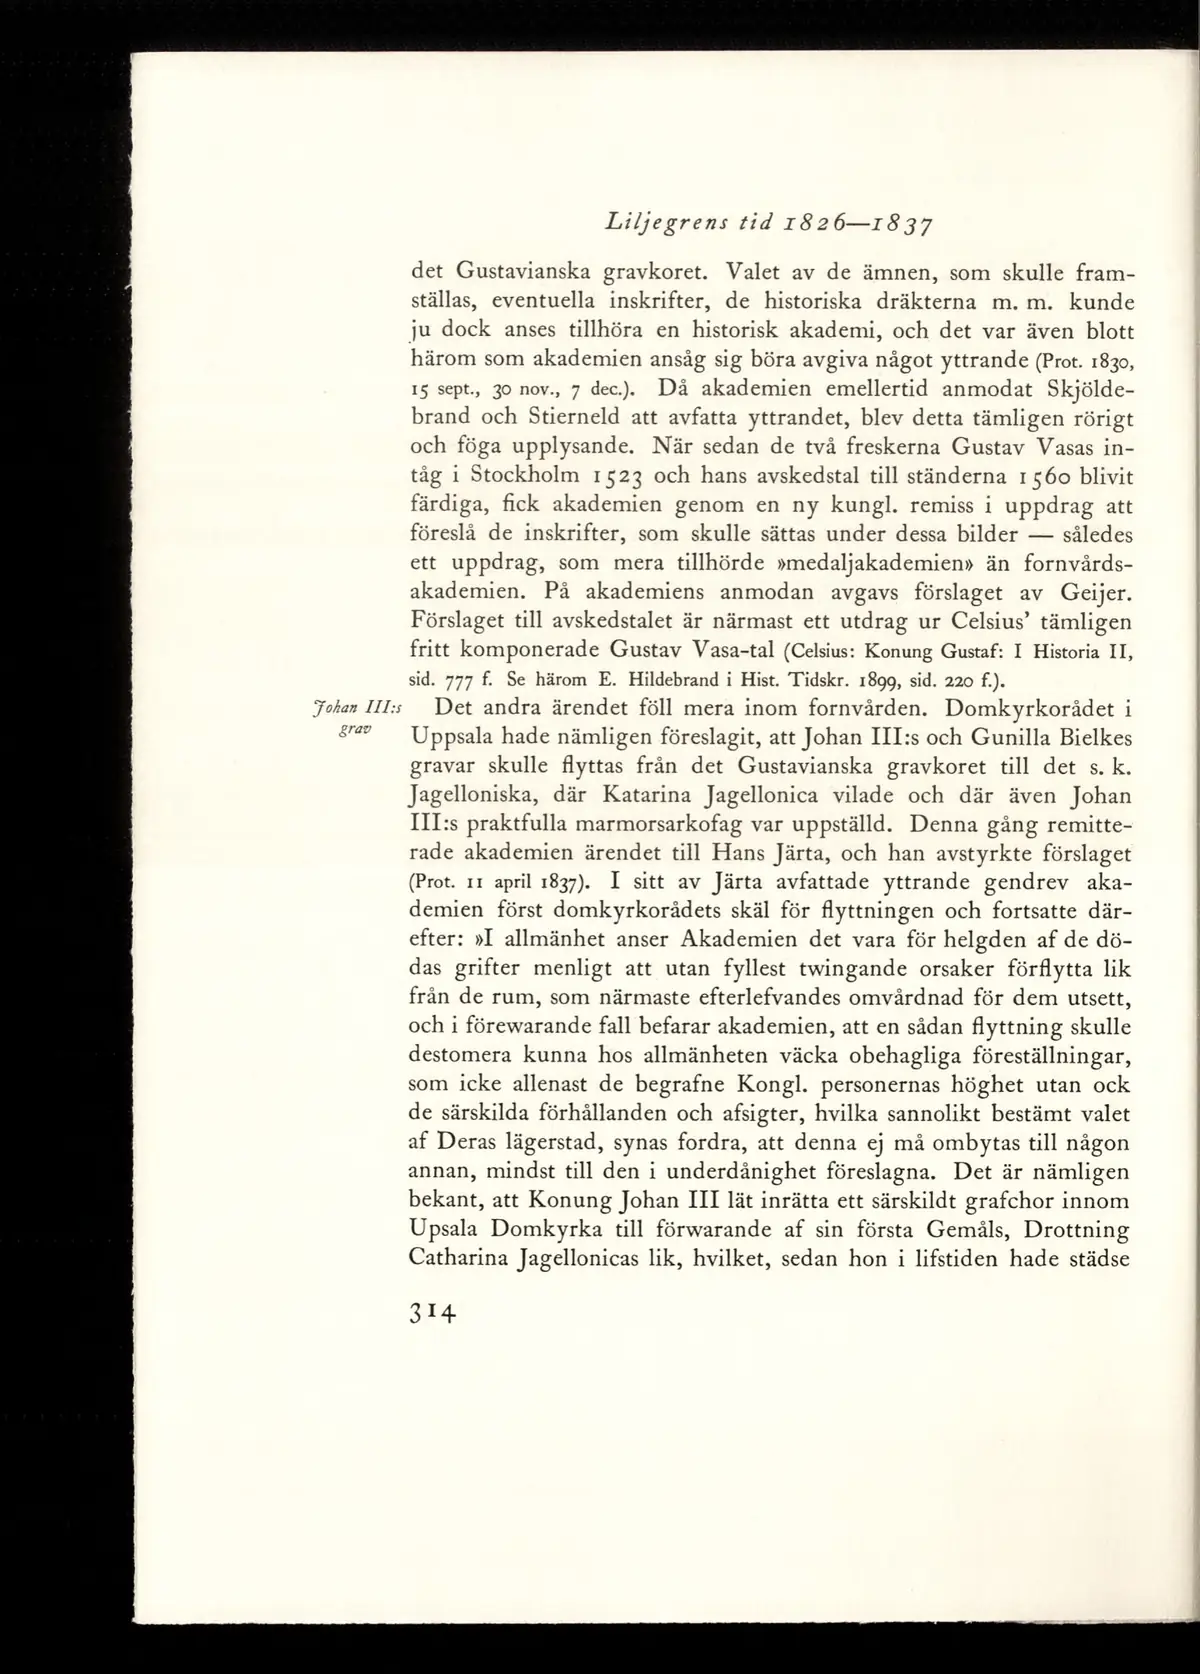 Liljegrens tid 1826—1837
det Gustavianska gravkoret. Valet av de ämnen, som skulle fram-
ställas, eventuella inskrifter, de historiska dräkterna m. m. kunde
ju dock anses tillhöra en historisk akademi, och det var även blott
härom som akademien ansåg sig böra avgiva något yttrande (Prot. 1830,
15 sept., 30 nov., 7 dec.). Då akademien emellertid anmodat Skjölde-
brand och Stierneld att avfatta yttrandet, blev detta tämligen rörigt
och föga upplysande. När sedan de två freskerna Gustav Vasas in-
tåg i Stockholm 1523 och hans avskedstal till ständerna 1560 blivit
färdiga, fick akademien genom en ny kungl. remiss i uppdrag att
föreslå de inskrifter, som skulle sättas under dessa bilder — således
ett uppdrag, som mera tillhörde »medaljakademien» än fornvårds-
akademien. På akademiens anmodan avgavs förslaget av Geijer.
Förslaget till avskedstalet är närmast ett utdrag ur Celsius’ tämligen
fritt komponerade Gustav Vasa-tal (Celsius: Konung Gustaf: I Historia II,
sid. 777 f. Se härom E. Hildebrand i Hist. Tidskr. 1899, sid. 220 f.).
Johan III:s
grav
Det andra ärendet föll mera inom fornvården. Domkyrkorådet i
Uppsala hade nämligen föreslagit, att Johan III:s och Gunilla Bielkes
gravar skulle flyttas från det Gustavianska gravkoret till det s. k.
Jagelloniska, där Katarina Jagellonica vilade och där även Johan
III:s praktfulla marmorsarkofag var uppställd. Denna gång remitte-
rade akademien ärendet till Hans Järta, och han avstyrkte förslaget
(Prot. 11 april 1837). I sitt av Järta avfattade yttrande gendrev aka-
demien först domkyrkorådets skäl för flyttningen och fortsatte där-
efter: »I allmänhet anser Akademien det vara för helgden af de dö-
das grifter menligt att utan fyllest twingande orsaker förflytta lik
från de rum, som närmaste efterlefvandes omvårdnad för dem utsett,
och i förewarande fall befarar akademien, att en sådan flyttning skulle
destomera kunna hos allmänheten väcka obehagliga föreställningar,
som icke allenast de begrafne Kongl. personernas höghet utan ock
de särskilda förhållanden och afsigter, hvilka sannolikt bestämt valet
af Deras lägerstad, synas fordra, att denna ej må ombytas till någon
annan, mindst till den i underdånighet föreslagna. Det är nämligen
bekant, att Konung Johan III lät inrätta ett särskildt grafchor innom
Upsala Domkyrka till förwarande af sin första Gemåls, Drottning
Catharina Jagellonicas lik, hvilket, sedan hon i lifstiden hade städse
314